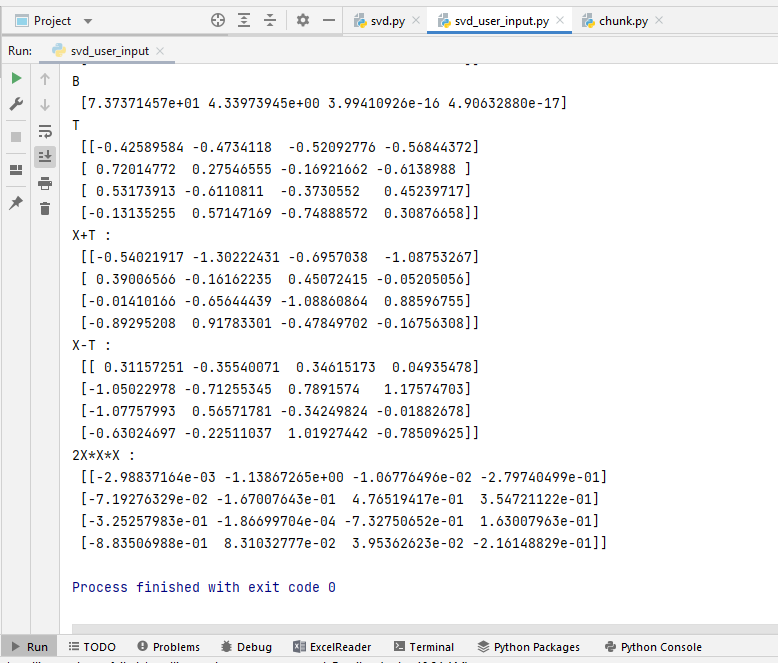 Project
svd.py
svd_user_input.py
chunk.py
Run:
svd_user_input
B
[7.37371457e+01 4.33973945e+00 3.99410926e-16 4.90632880e-17]
T
[[-0.42589584 -0.4734118  -0.52092776 -0.56844372]
[ 0.72014772  0.27546555 -0.16921662 -0.6138988 ]
[ 0.53173913 -0.6110811  -0.3730552   0.45239717]
[-0.13135255  0.57147169 -0.74888572  0.30876658]]
X+T :
[[-0.54021917 -1.30222431 -0.6957038  -1.08753267]
[ 0.39006566 -0.16162235  0.45072415 -0.05205056]
[-0.01410166 -0.65644439 -1.08860864  0.88596755]
[-0.89295208  0.91783301 -0.47849702 -0.16756308]]
X-T :
[[ 0.31157251 -0.35540071  0.34615173  0.04935478]
[-1.05022978 -0.71255345  0.7891574   1.17574703]
[-1.07757993  0.56571781 -0.34249824 -0.01882678]
[-0.63024697 -0.22511037  1.01927442 -0.78509625]]
2X*X*X :
[[-2.98837164e-03 -1.13867265e+00 -1.06776496e-02 -2.79740499e-01]
[-7.19276329e-02 -1.67007643e-01  4.76519417e-01  3.54721122e-01]
[-3.25257983e-01 -1.86699704e-04 -7.32750652e-01  1.63007963e-01]
[-8.83506988e-01  8.31032777e-02  3.95362623e-02 -2.16148829e-01]]
Process finished with exit code 0
Run
TODO
Problems
Debug
ExcelReader
Terminal
Python Packages
Python Console